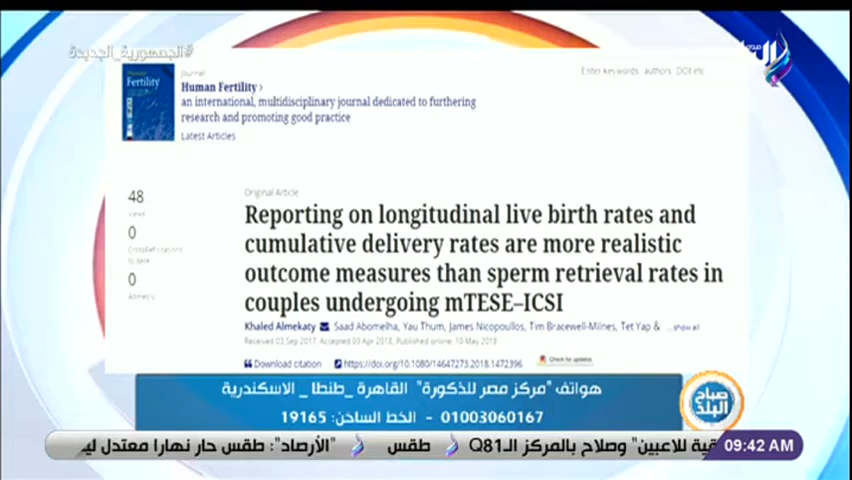 #الجمهورية_الجديدة
Journal
Human Fertility ›
an international, multidisciplinary journal dedicated to furthering
research and promoting good practice
Latest Articles
Enter keywords, authors, DOI etc.
Human
Fertility
48
Views
0
CrossRef citations
to date
0
Altmetric
Original Article
Reporting on longitudinal live birth rates and
cumulative delivery rates are more realistic
outcome measures than sperm retrieval rates in
couples undergoing mTESE–ICSI
Khaled Almekaty Saad Abomelha, Yau Thum, James Nicopoullos, Tim Bracewell-Milnes, Tet Yap & ...show all
Received 03 Sep 2017, Accepted 03 Apr 2018, Published online: 10 May 2018
Download citation https://doi.org/10.1080/14647273.2018.1472396 Check for updates
هواتف "مركز مصر للذكورة" القاهرة _طنطا _ الاسكندرية
01003060167 - الخط الساخن: 19165
صباح
البلد
قية للاعبين" وصلاح بالمركز الـ Q81 طقس "الأرصاد": طقس حار نهارا معتدل ليـ
09:42 AM